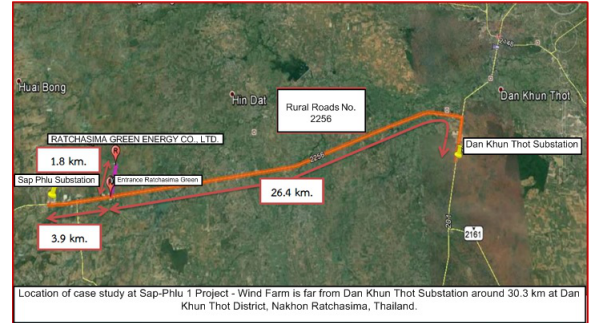 2148
Huai Bong
Hin Dat
Dan Khun Thot
Rural Roads No.
2256
RATCHASIMA GREEN ENERGY CO., LTD.
Dan Khun Thot Substation
1.8 km.
2256
Sap Phlu Substation
Entrance Ratchasima Green
26.4 km.
3.9 km.
201
2161
Location of case study at Sap-Phlu 1 Project - Wind Farm is far from Dan Khun Thot Substation around 30.3 km at Dan
Khun Thot District, Nakhon Ratchasima, Thailand.